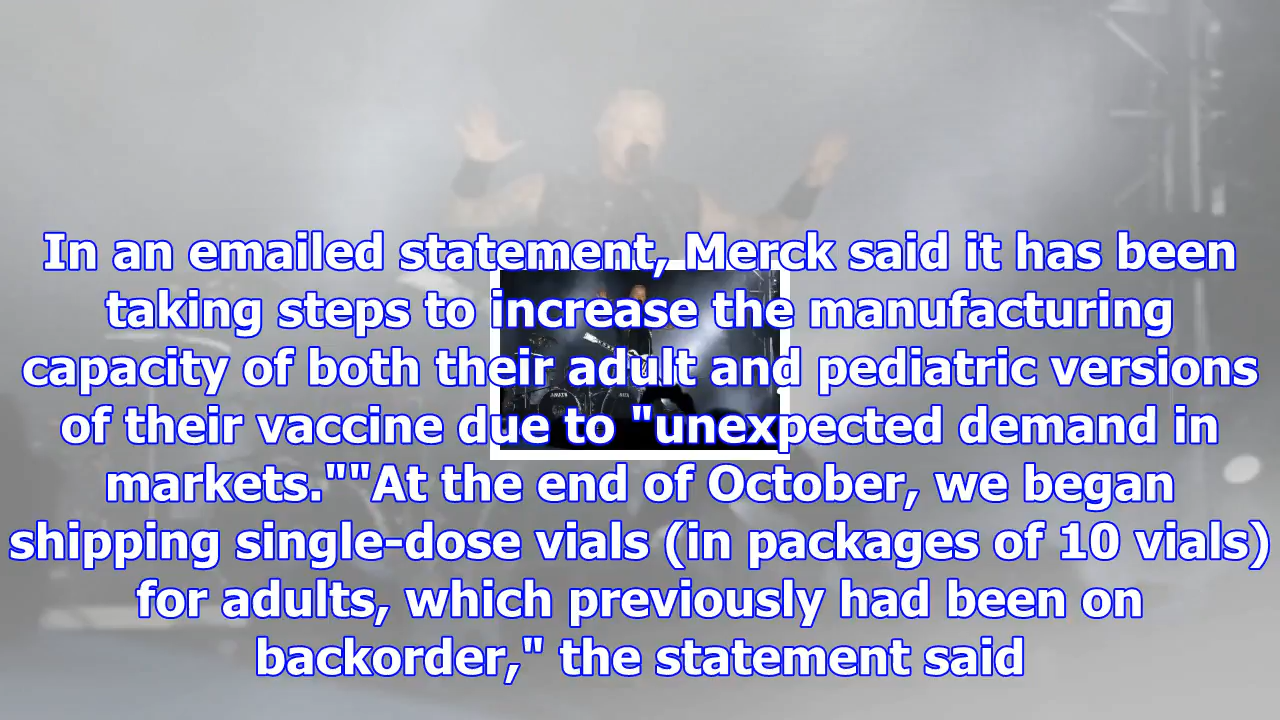 In an emailed statement, Merck said it has been
taking steps to increase the manufacturing
capacity of both their adult and pediatric versions
of their vaccine due to "unexpected demand in
markets.""At the end of October, we began
shipping single-dose vials (in packages of 10 vials)
for adults, which previously had been on
backorder," the statement said